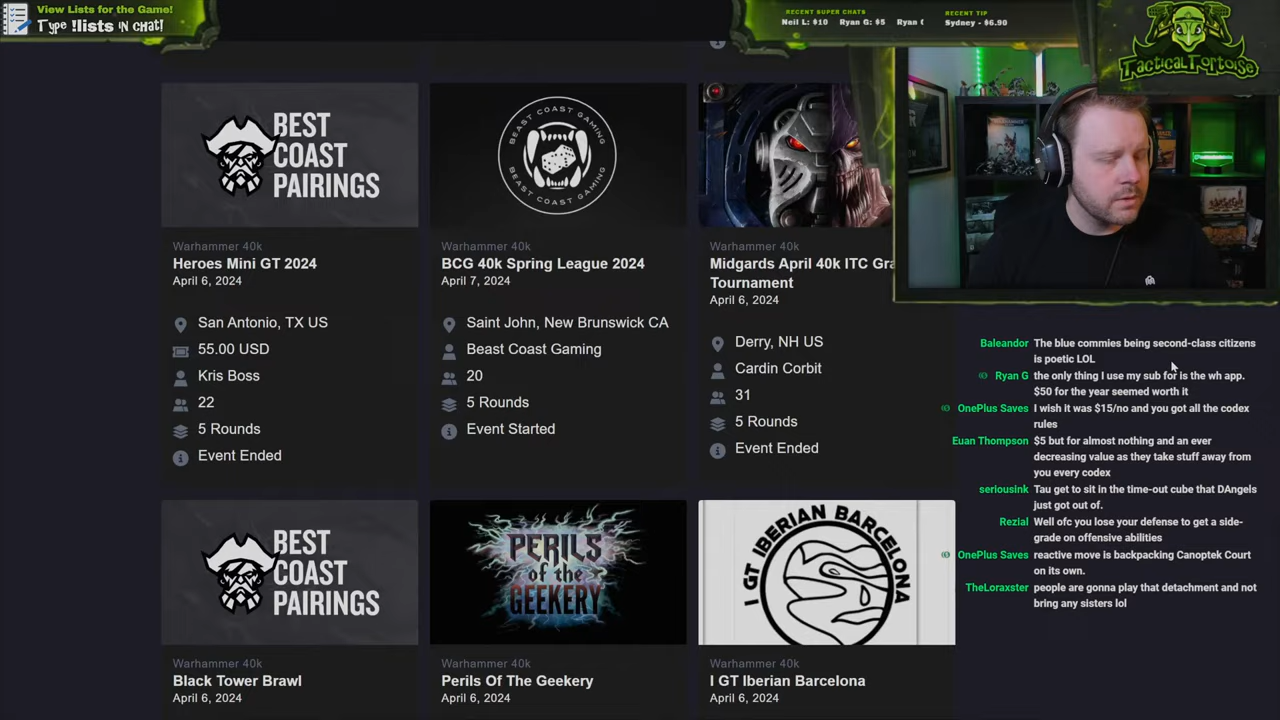 View Lists for the Game!
Type !lists in chat!
RECENT SUPER CHATS
Neil L: $10 Ryan G: $5 Ryan
RECENT TIP
Sydney - $6.90
TacticalTortoise
BEST
COAST
PAIRINGS
Warhammer 40k
Heroes Mini GT 2024
April 6, 2024
San Antonio, TX US
55.00 USD
Kris Boss
22
5 Rounds
Event Ended
BEAST COAST GAMING
BEAST COAST GAMING
Warhammer 40k
BCG 40k Spring League 2024
April 7, 2024
Saint John, New Brunswick CA
Beast Coast Gaming
20
5 Rounds
Event Started
Warhammer 40k
Midgards April 40k ITC Gra
Tournament
April 6, 2024
Derry, NH US
Cardin Corbit
31
5 Rounds
Event Ended
BEST
COAST
PAIRINGS
Warhammer 40k
Black Tower Brawl
April 6, 2024
PERILS
of the
GEEKERY
Warhammer 40k
Perils Of The Geekery
April 6, 2024
I GT IBERIAN BARCELONA
Warhammer 40k
I GT Iberian Barcelona
April 6, 2024
Baleandor The blue commies being second-class citizens
is poetic LOL
Ryan G the only thing I use my sub for is the wh app.
$50 for the year seemed worth it
OnePlus Saves I wish it was $15/no and you got all the codex
rules
Euan Thompson $5 but for almost nothing and an ever
decreasing value as they take stuff away from
you every codex
seriousink Tau get to sit in the time-out cube that DAngels
just got out of.
Rezial Well ofc you lose your defense to get a side-
grade on offensive abilities
OnePlus Saves reactive move is backpacking Canoptek Court
on its own.
TheLoraxster people are gonna play that detachment and not
bring any sisters lol